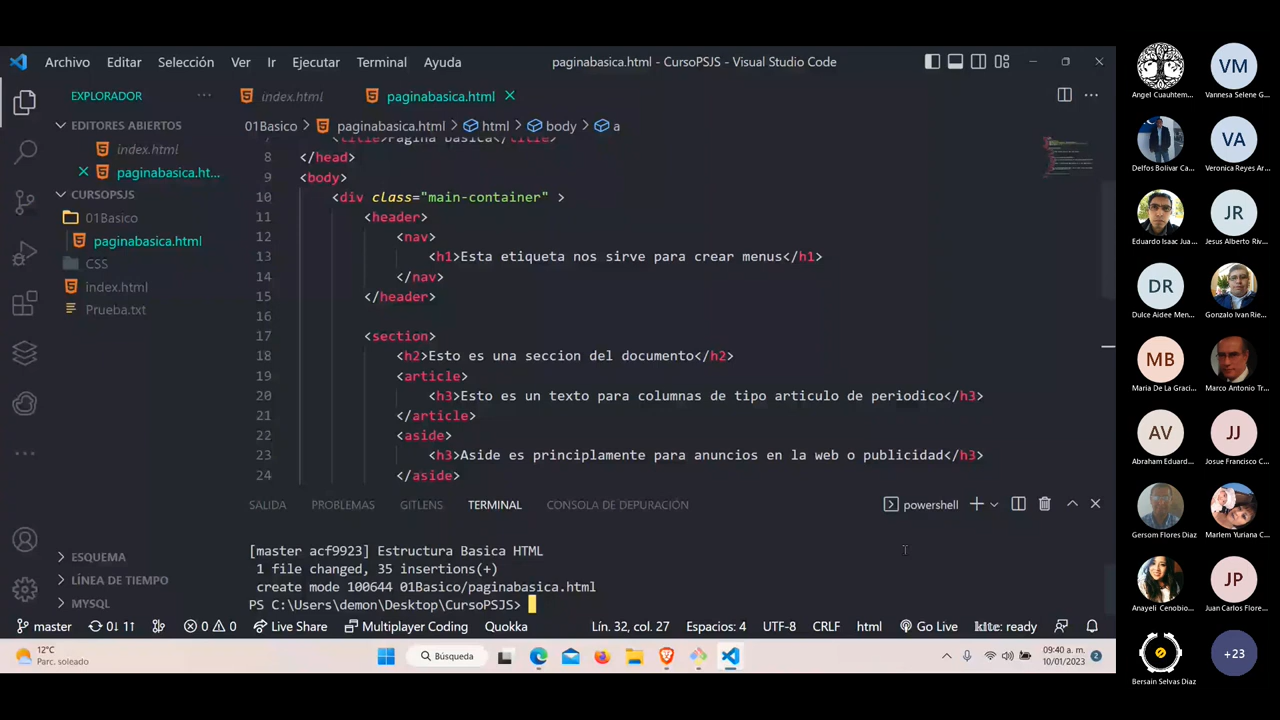 Archivo Editar Selección Ver Ir Ejecutar Terminal Ayuda paginabasica.html - CursoPSJS - Visual Studio Code
EXPLORADOR
EDITORES ABIERTOS
index.html
paginabasica.ht...
CURSOPSJS
01Basico
paginabasica.html
CSS
index.html
Prueba.txt
ESQUEMA
LÍNEA DE TIEMPO
MYSQL
index.html paginabasica.html
01Basico > paginabasica.html > html > body > a
7 <title>Pagina basica</title>
8 </head>
9 <body>
10 <div class="main-container" >
11 <header>
12 <nav>
13 <h1>Esta etiqueta nos sirve para crear menus</h1>
14 </nav>
15 </header>
16
17 <section>
18 <h2>Esto es una seccion del documento</h2>
19 <article>
20 <h3>Esto es un texto para columnas de tipo articulo de periodico</h3>
21 </article>
22 <aside>
23 <h3>Aside es principlamente para anuncios en la web o publicidad</h3>
24 </aside>
SALIDA PROBLEMAS GITLENS TERMINAL CONSOLA DE DEPURACIÓN powershell
[master acf9923] Estructura Basica HTML
1 file changed, 35 insertions(+)
create mode 100644 01Basico/paginabasica.html
PS C:\Users\demon\Desktop\CursoPSJS>
master 0↓ 1↑ 0 0 Live Share Multiplayer Coding Quokka Lín. 32, col. 27 Espacios: 4 UTF-8 CRLF html Go Live kite: ready
12°C
Parc. soleado
Búsqueda
09:40 a. m.
10/01/2023
2
VM
Angel Cuauhtem... Vannesa Selene G...
VA
Delfos Bolivar Ca... Veronica Reyes Ar...
JR
Eduardo Isaac Jua... Jesus Alberto Riv...
DR
Dulce Aidee Men... Gonzalo Ivan Rie...
MB
Maria De La Graci... Marco Antonio Tr...
AV JJ
Abraham Eduard... Josue Francisco C...
Gersom Flores Diaz Marlem Yuriana C...
JP
Anayeli Cenobio... Juan Carlos Flore...
+23
Bersain Selvas Diaz